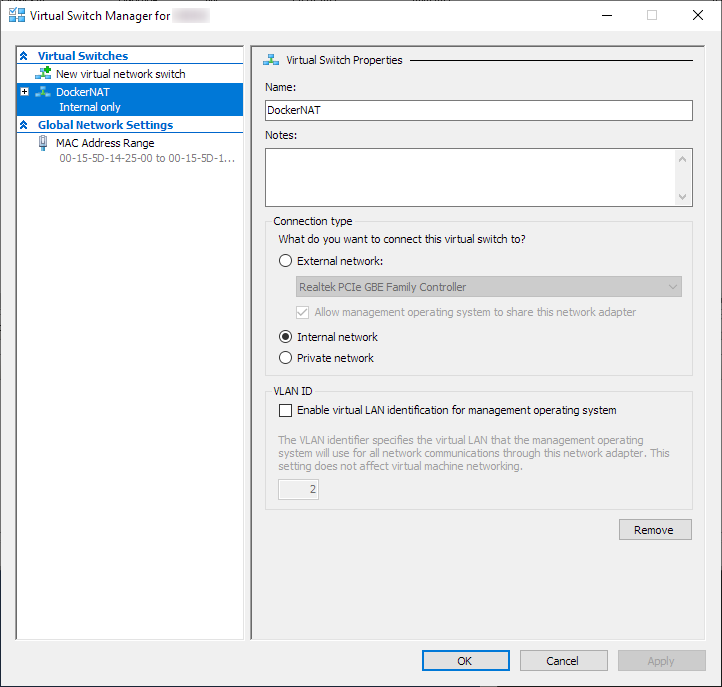 Virtual Switch Manager for
Virtual Switches
New virtual network switch
DockerNAT
Internal only
Global Network Settings
MAC Address Range
00-15-5D-14-25-00 to 00-15-5D-1...
Virtual Switch Properties
Name:
DockerNAT
Notes:
Connection type
What do you want to connect this virtual switch to?
External network:
Realtek PCIe GBE Family Controller
Allow management operating system to share this network adapter
Internal network
Private network
VLAN ID
Enable virtual LAN identification for management operating system
The VLAN identifier specifies the virtual LAN that the management operating
system will use for all network communications through this network adapter. This
setting does not affect virtual machine networking.
2
Remove
OK
Cancel
Apply